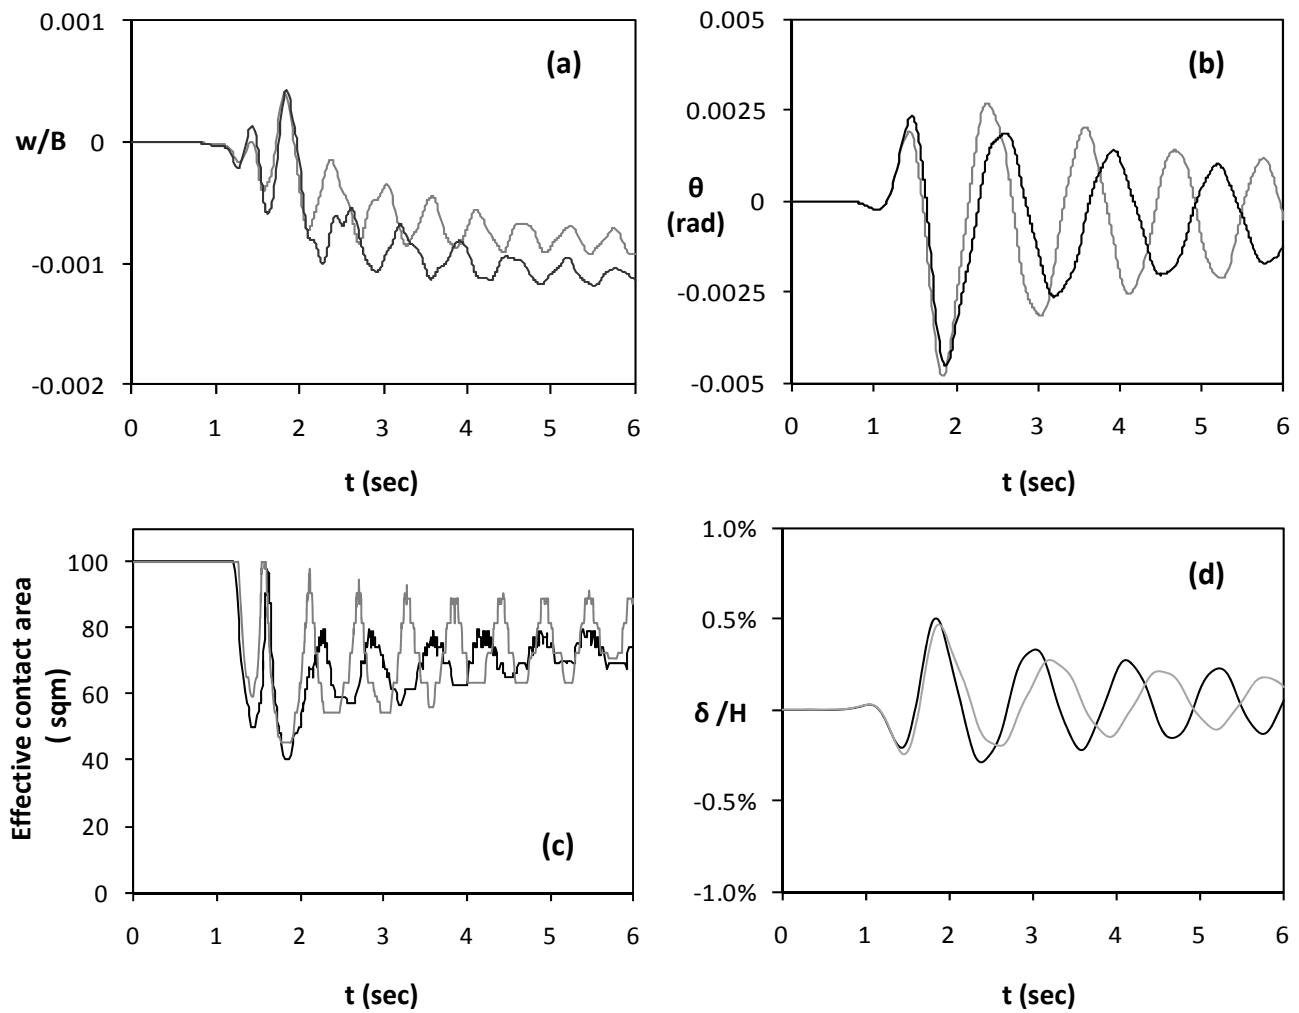 0.001
0
-0.001
-0.002
w/B
(a)
0 1 2 3 4 5 6
t (sec)
0.005
0.0025
0
-0.0025
-0.005
θ
(rad)
(b)
0 1 2 3 4 5 6
t (sec)
100
80
60
40
20
0
Effective contact area
( sqm)
(c)
0 1 2 3 4 5 6
t (sec)
1.0%
0.5%
0
-0.5%
-1.0%
δ /H
(d)
0 1 2 3 4 5 6
t (sec)